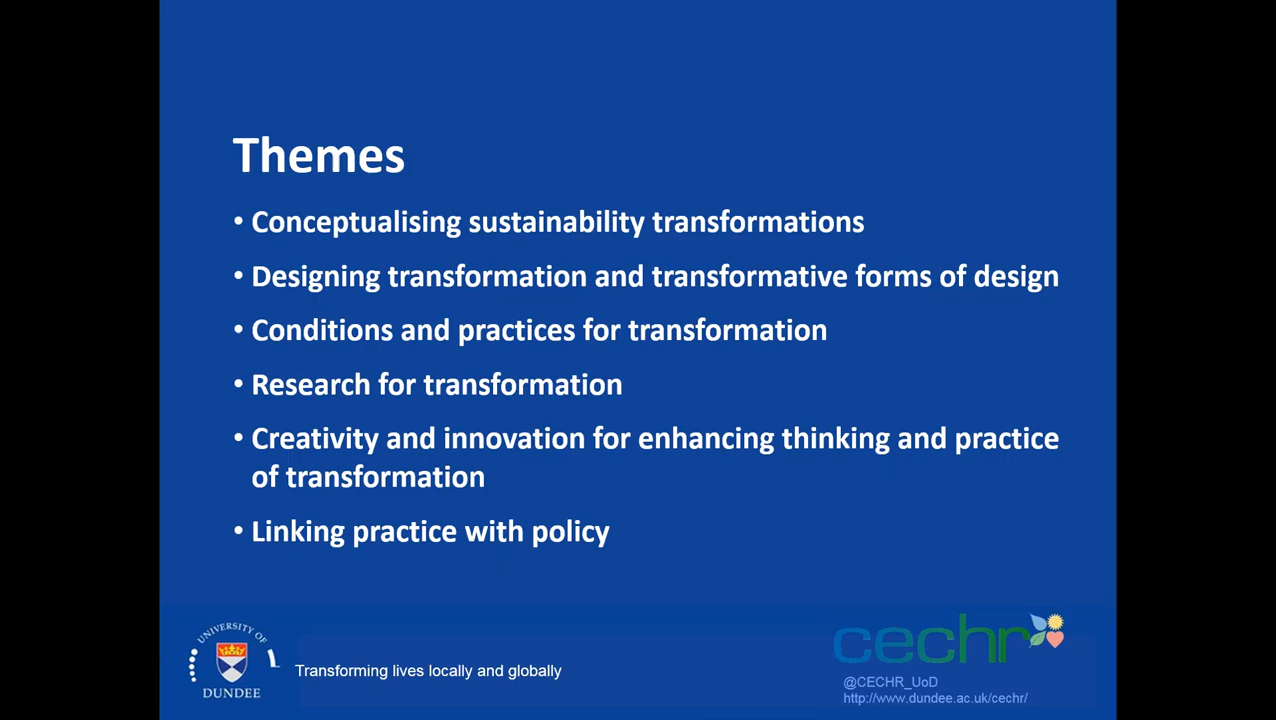 Themes
• Conceptualising sustainability transformations
• Designing transformation and transformative forms of design
• Conditions and practices for transformation
• Research for transformation
• Creativity and innovation for enhancing thinking and practice
of transformation
• Linking practice with policy
UNIVERSITY OF
DUNDEE
Transforming lives locally and globally
cechr
@CECHR_UoD
http://www.dundee.ac.uk/cechr/